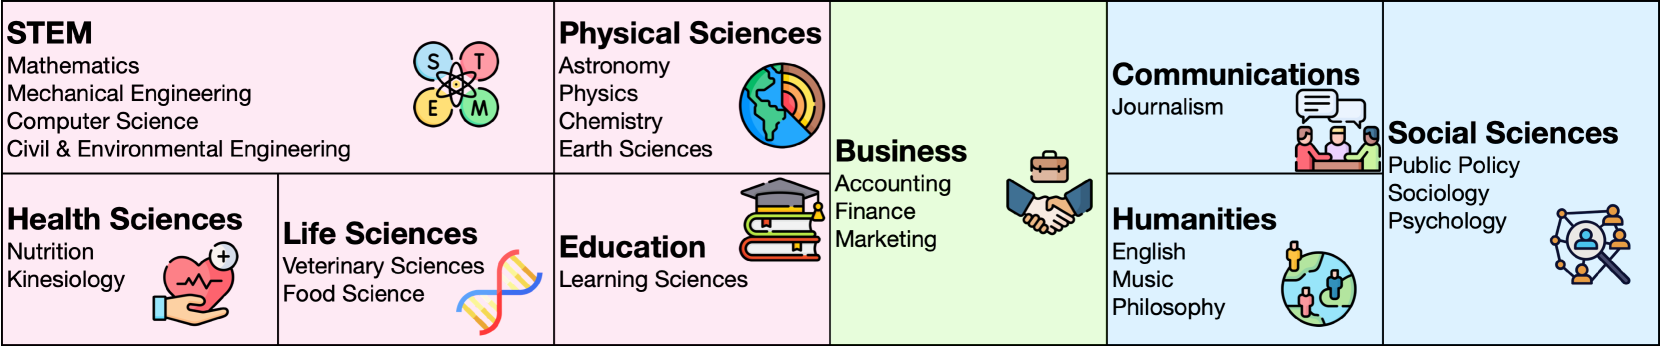 STEM
Mathematics
Mechanical Engineering
Computer Science
Civil & Environmental Engineering
S T
E M
Physical Sciences
Astronomy
Physics
Chemistry
Earth Sciences
Health Sciences
Nutrition
Kinesiology
Life Sciences
Veterinary Sciences
Food Science
Education
Learning Sciences
Business
Accounting
Finance
Marketing
Communications
Journalism
Humanities
English
Music
Philosophy
Social Sciences
Public Policy
Sociology
Psychology